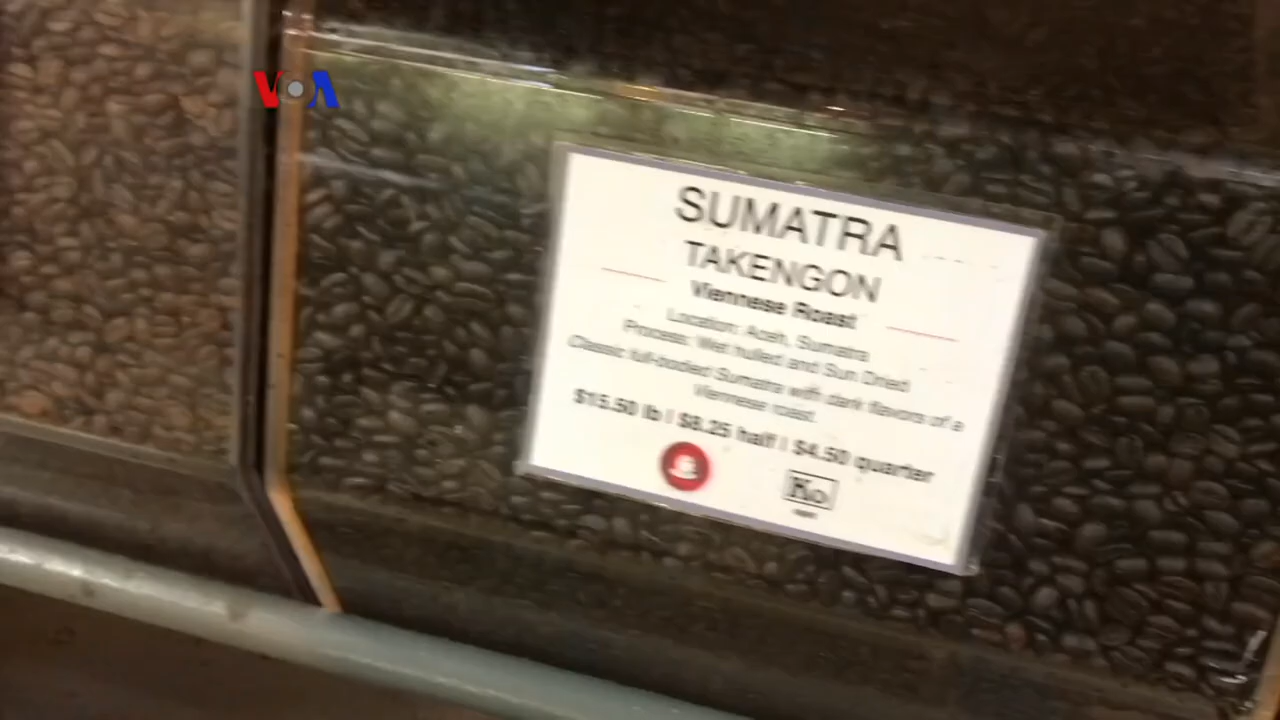 VOA
SUMATRA
TAKENGON
Viennese Roast
Location: Aceh, Sumatra
Process: Wet hulled and Sun Dried
Classic full-bodied Sumatra with dark flavors of a
Viennese roast.
$15.50 lb | $8.25 half | $4.50 quarter